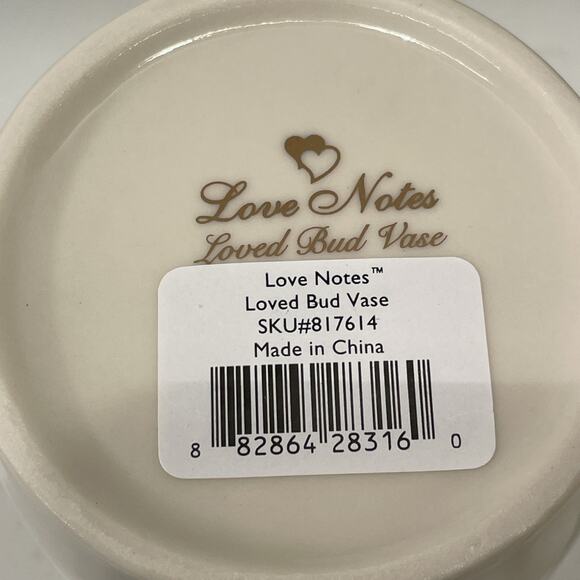 Love Notes
Loved Bud Vase
Love Notes™
Loved Bud Vase
SKU#817614
Made in China
8 82864 28316 0